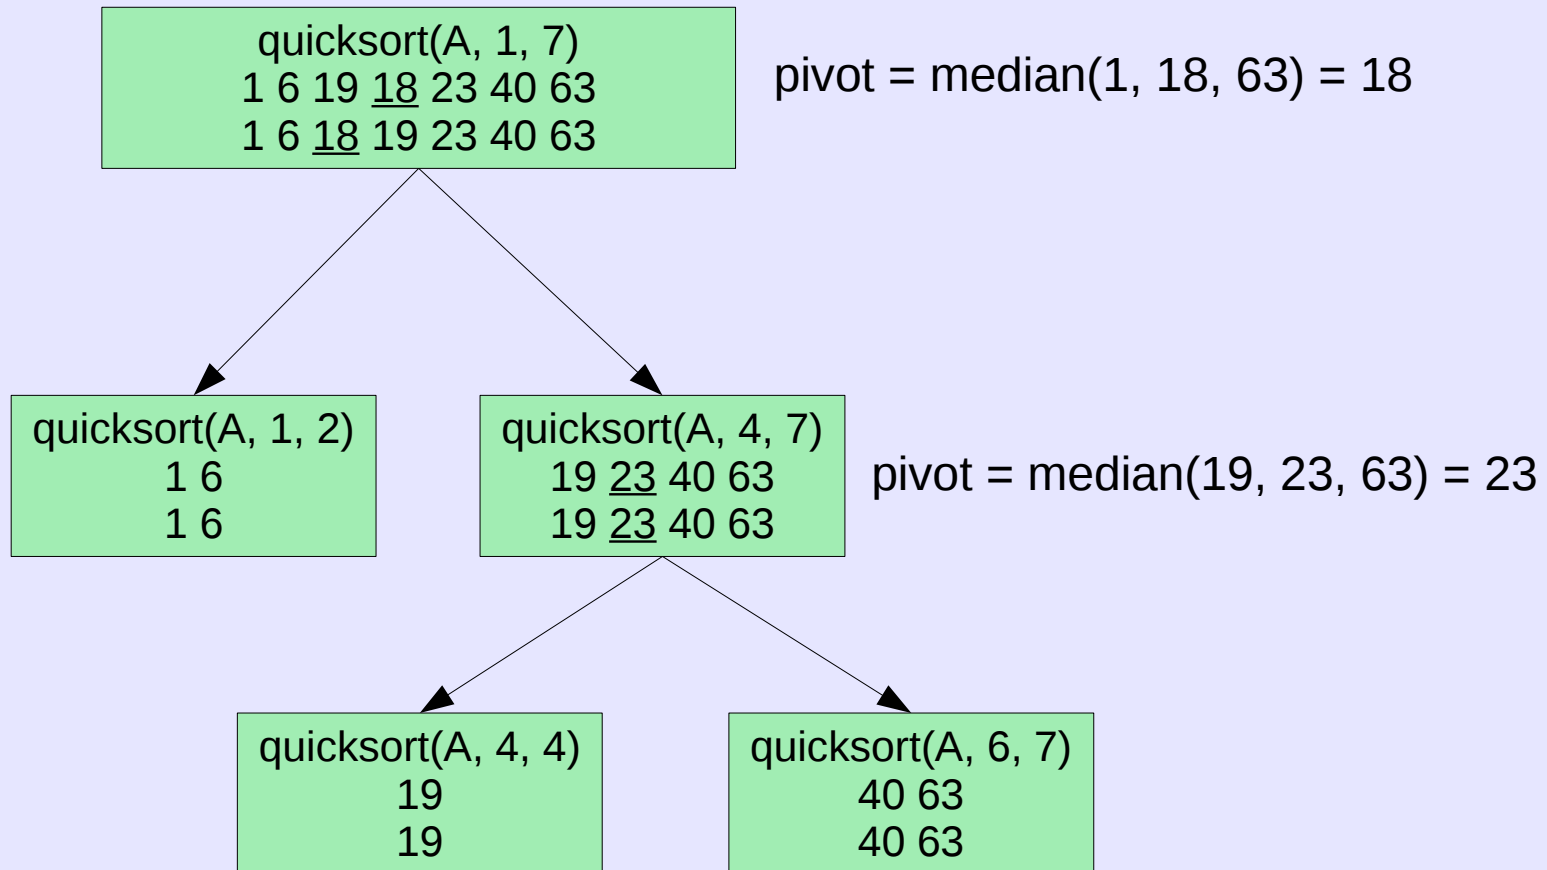 quicksort(A, 1, 7)
1 6 19 18 23 40 63
1 6 18 19 23 40 63
pivot = median(1, 18, 63) = 18
quicksort(A, 1, 2)
1 6
1 6
quicksort(A, 4, 7)
19 23 40 63
19 23 40 63
pivot = median(19, 23, 63) = 23
quicksort(A, 4, 4)
19
19
quicksort(A, 6, 7)
40 63
40 63